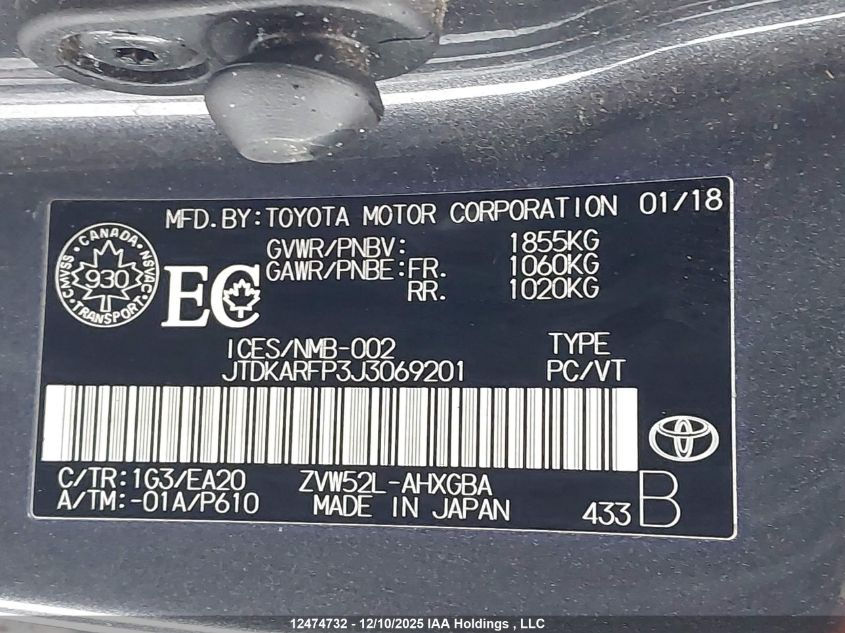 MFD.BY:TOYOTA MOTOR CORPORATION 01/18
GVWR/PNBV: 1855KG
GAWR/PNBE:FR. 1060KG
RR. 1020KG
CANADA
CMVSS 930 NSVAC
TRANSPORT
EC
ICES/NMB-002 TYPE
JTDKARFP3J3069201 PC/VT
C/TR:1G3/EA20 ZVW52L-AHXGBA
A/TM:-01A/P610 MADE IN JAPAN 433 B
12474732 - 12/10/2025 IAA Holdings , LLC